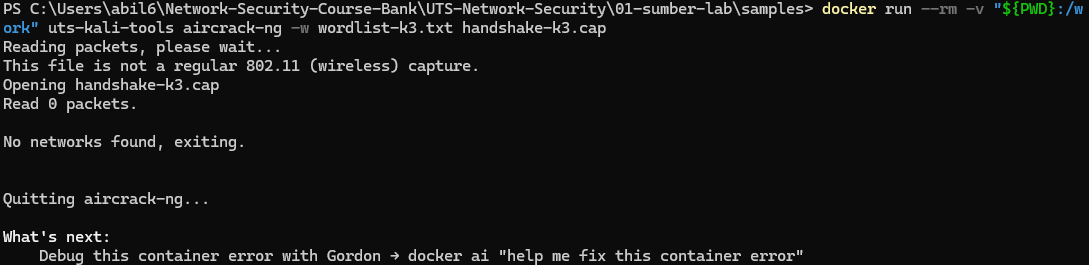 PS C:\Users\abil6\Network-Security-Course-Bank\UTS-Network-Security\01-sumber-lab\samples> docker run --rm -v "${PWD}:/w
ork" uts-kali-tools aircrack-ng -w wordlist-k3.txt handshake-k3.cap
Reading packets, please wait...
This file is not a regular 802.11 (wireless) capture.
Opening handshake-k3.cap
Read 0 packets.
No networks found, exiting.
Quitting aircrack-ng...
What's next:
Debug this container error with Gordon → docker ai "help me fix this container error"